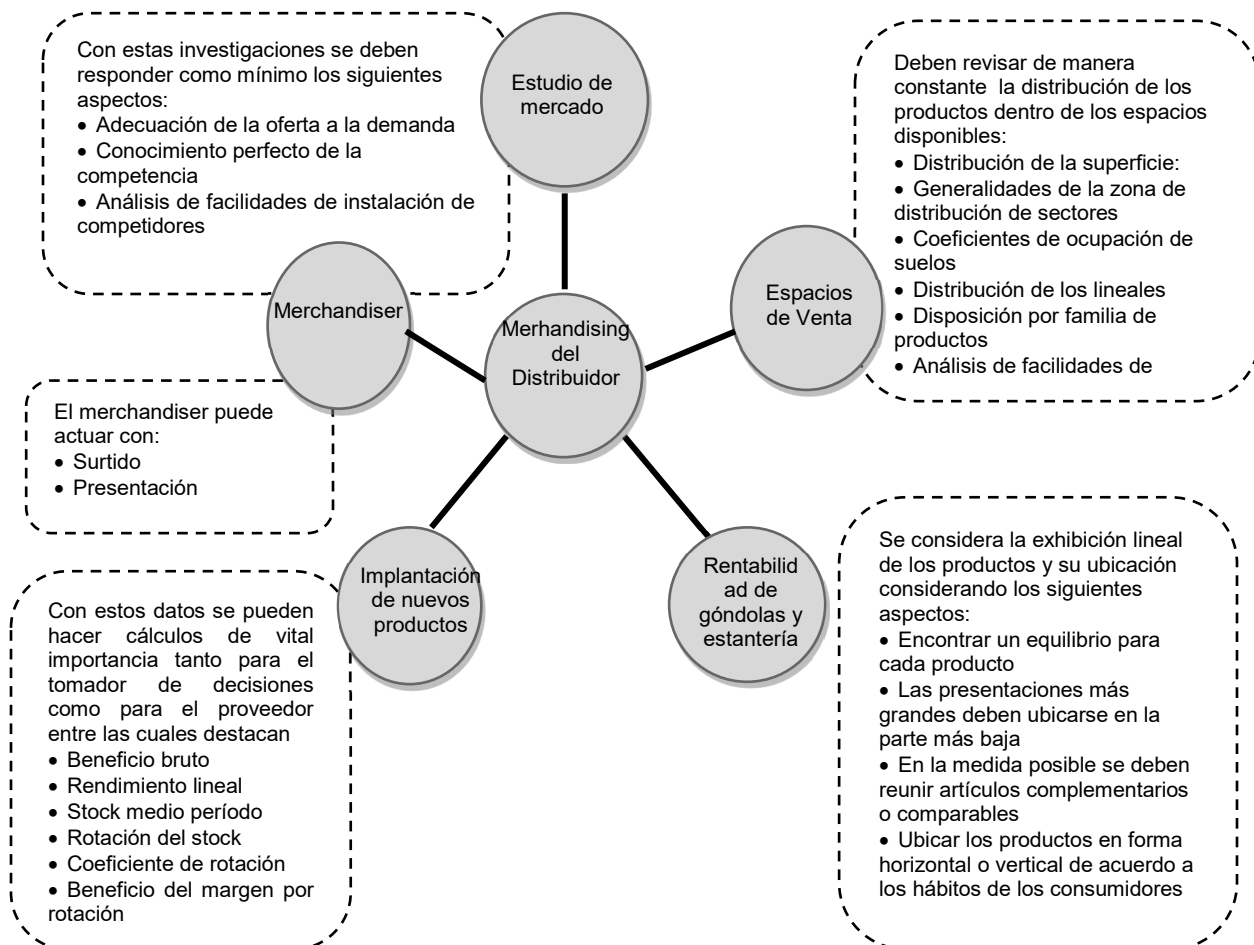 Con estas investigaciones se deben
responder como mínimo los siguientes
aspectos:
• Adecuación de la oferta a la demanda
• Conocimiento perfecto de la
competencia
• Análisis de facilidades de instalación de
competidores
Estudio de
mercado
Deben revisar de manera
constante la distribución de los
productos dentro de los espacios
disponibles:
• Distribución de la superficie:
• Generalidades de la zona de
distribución de sectores
• Coeficientes de ocupación de
suelos
• Distribución de los lineales
• Disposición por familia de
productos
• Análisis de facilidades de
Merchandiser
Merhandising
del
Distribuidor
Espacios
de Venta
El merchandiser puede
actuar con:
• Surtido
• Presentación
Implantación
de nuevos
productos
Rentabilid
ad de
góndolas y
estantería
Con estos datos se pueden
hacer cálculos de vital
importancia tanto para el
tomador de decisiones
como para el proveedor
entre las cuales destacan
• Beneficio bruto
• Rendimiento lineal
• Stock medio período
• Rotación del stock
• Coeficiente de rotación
• Beneficio del margen por
rotación
Se considera la exhibición lineal
de los productos y su ubicación
considerando los siguientes
aspectos:
• Encontrar un equilibrio para
cada producto
• Las presentaciones más
grandes deben ubicarse en la
parte más baja
• En la medida posible se deben
reunir artículos complementarios
o comparables
• Ubicar los productos en forma
horizontal o vertical de acuerdo a
los hábitos de los consumidores